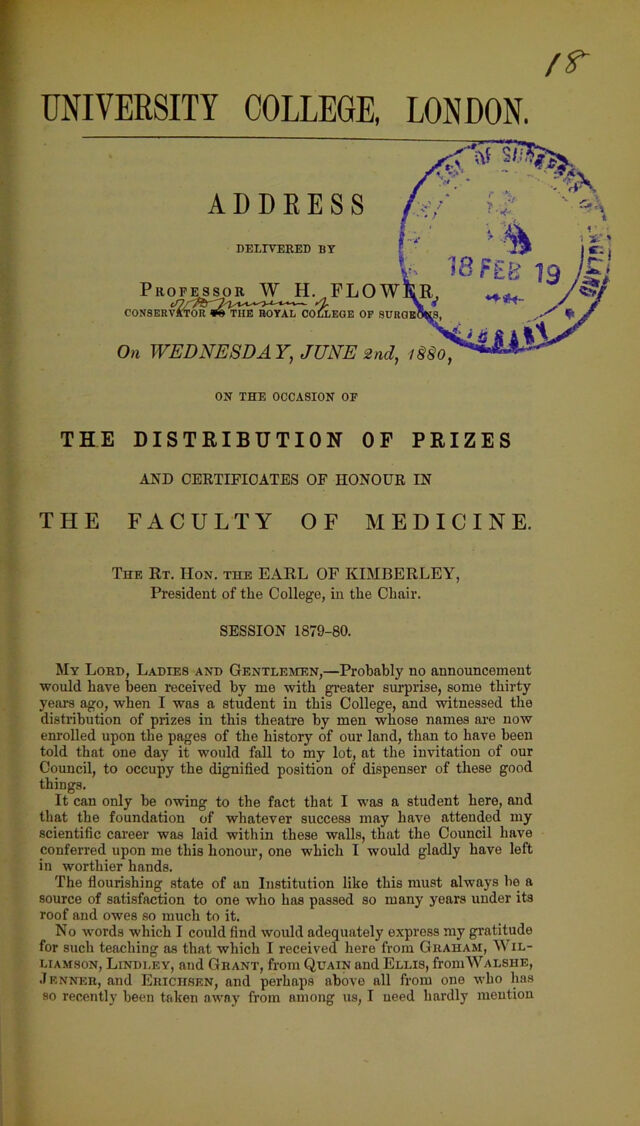 18
UNIVERSITY COLLEGE, LONDON.
ADDRESS
DELIVERED BY
PROFESSOR W. H. FLOWER,
CONSERVATOR THE ROYAL COLLEGE OF SURGEONS,
18 FEB 19
On WEDNESDAY, JUNE 2nd, 1880,
ON THE OCCASION OF
THE DISTRIBUTION OF PRIZES
AND CERTIFICATES OF HONOUR IN
THE FACULTY OF MEDICINE.
THE RT. HON. THE EARL OF KIMBERLEY,
President of the College, in the Chair.
SESSION 1879-80.
MY LORD, LADIES AND GENTLEMEN,—Probably no announcement
would have been received by me with greater surprise, some thirty
years ago, when I was a student in this College, and witnessed the
distribution of prizes in this theatre by men whose names are now
enrolled upon the pages of the history of our land, than to have been
told that one day it would fall to my lot, at the invitation of our
Council, to occupy the dignified position of dispenser of these good
things.
It can only be owing to the fact that I was a student here, and
that the foundation of whatever success may have attended my
scientific career was laid within these walls, that the Council have
conferred upon me this honour, one which I would gladly have left
in worthier hands.
The flourishing state of an Institution like this must always be a
source of satisfaction to one who has passed so many years under its
roof and owes so much to it.
No words which I could find would adequately express my gratitude
for such teaching as that which I received here from GRAHAM, WIL-
LIAMSON, LINDLEY, and GRANT, from QUAIN and ELLIS, from WALSHE,
JENNER, and ERICHSEN, and perhaps above all from one who has
so recently been taken away from among us, I need hardly mention